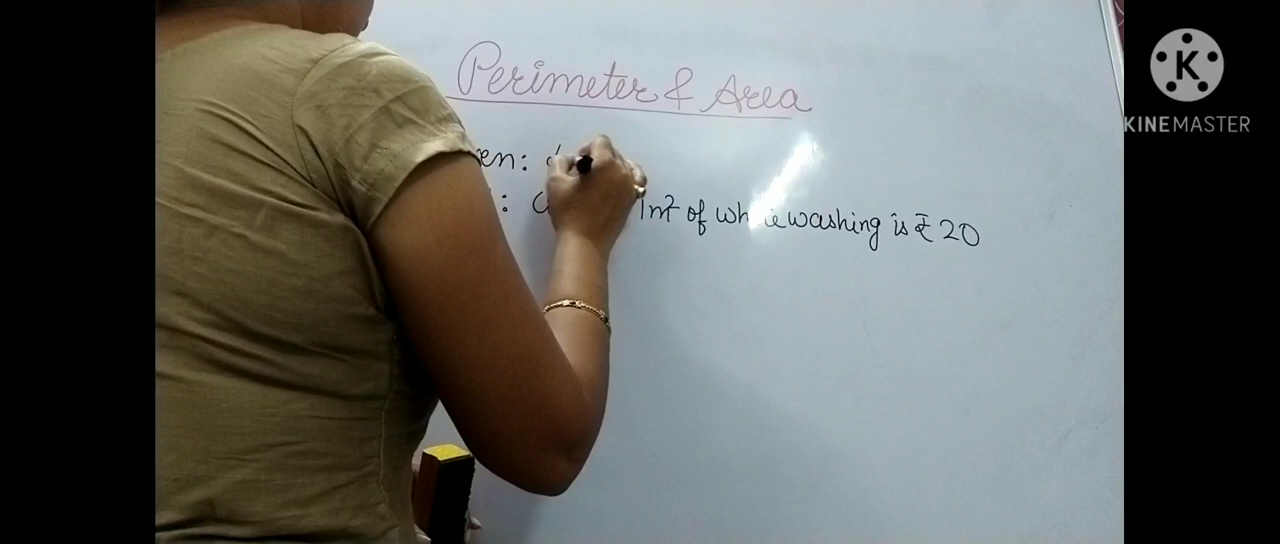 Perimeter & Area
en:
: 1m² of whitewashing is ₹ 20
K
KINEMASTER